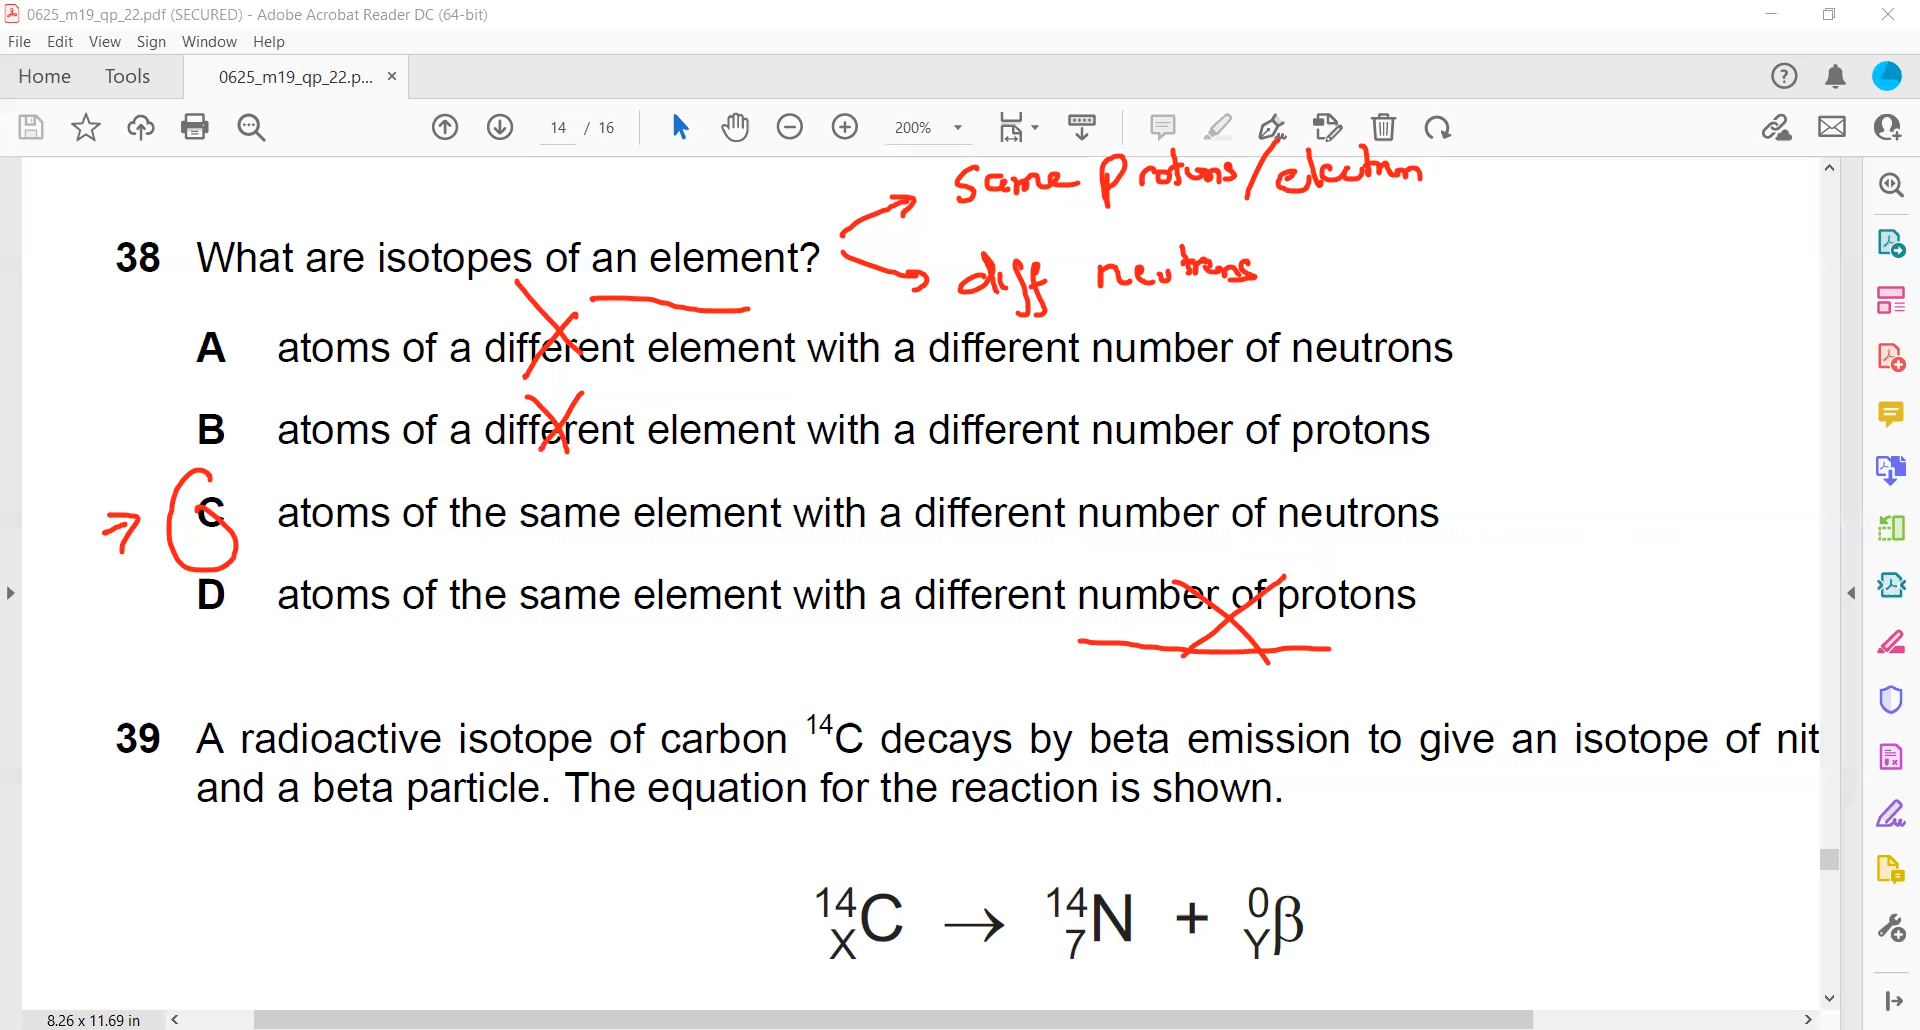 0625_m19_qp_22.pdf (SECURED) - Adobe Acrobat Reader DC (64-bit)
File Edit View Sign Window Help
Home Tools 0625_m19_qp_22.p... ×
14 / 16 200%
same protons/electron
38 What are isotopes of an element?
diff neutrons
A atoms of a different element with a different number of neutrons
B atoms of a different element with a different number of protons
C atoms of the same element with a different number of neutrons
D atoms of the same element with a different number of protons
39 A radioactive isotope of carbon ¹⁴C decays by beta emission to give an isotope of nit
and a beta particle. The equation for the reaction is shown.
¹⁴ₓC → ¹⁴₇N + ⁰Yβ
8.26 x 11.69 in